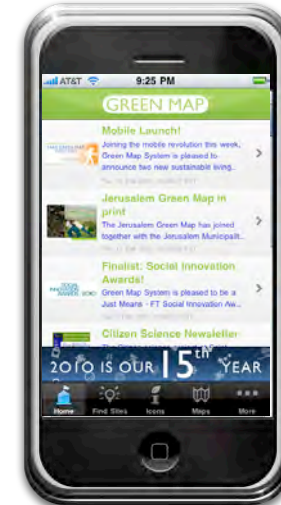 AT&T 9:25 PM
GREEN MAP
Mobile Launch!
Joining the mobile revolution this week,
Green Map System is pleased to
announce two new sustainable living..
Jerusalem Green Map in
print
The Jerusalem Green Map has joined
together with the Jerusalem Municipalit..
Finalist: Social Innovation
Awards!
Green Map System is pleased to be a
Just Means - FT Social Innovation Aw..
Citizen Science Newsletter
2010 IS OUR 15th YEAR
Home Find Sites Icons Maps More